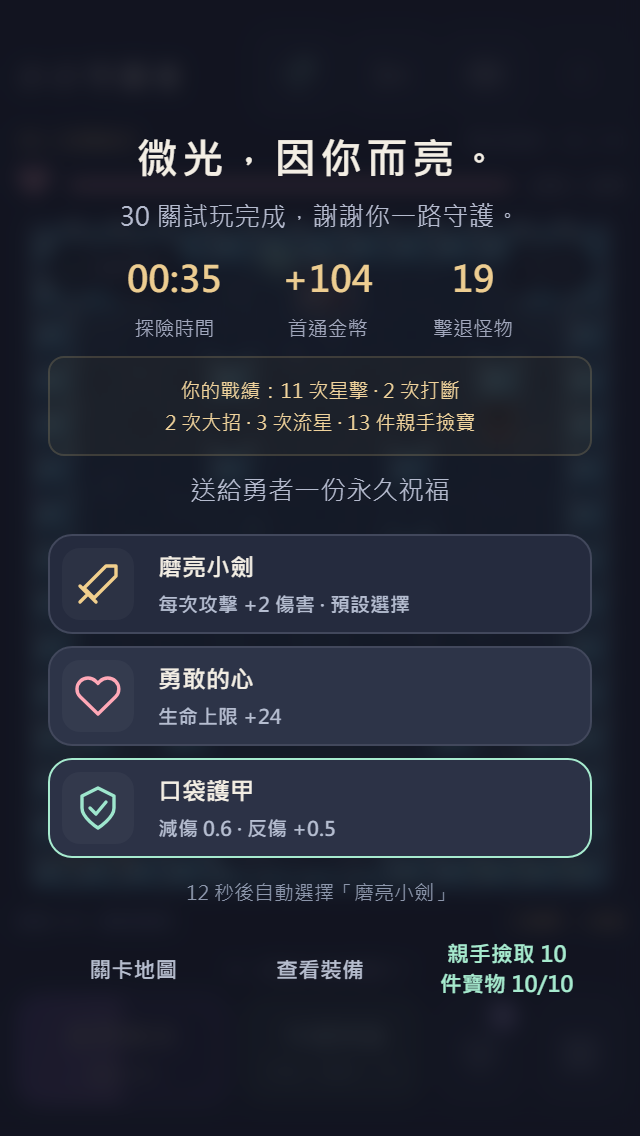 微光，因你而亮。
30 關試玩完成，謝謝你一路守護。
00:35 +104 19
探險時間 首通金幣 擊退怪物
你的戰績：11 次星擊 · 2 次打斷
2 次大招 · 3 次流星 · 13 件親手撿寶
送給勇者一份永久祝福
磨亮小劍
每次攻擊 +2 傷害 · 預設選擇
勇敢的心
生命上限 +24
口袋護甲
減傷 0.6 · 反傷 +0.5
12 秒後自動選擇「磨亮小劍」
關卡地圖 查看裝備 親手撿取 10
件寶物 10/10